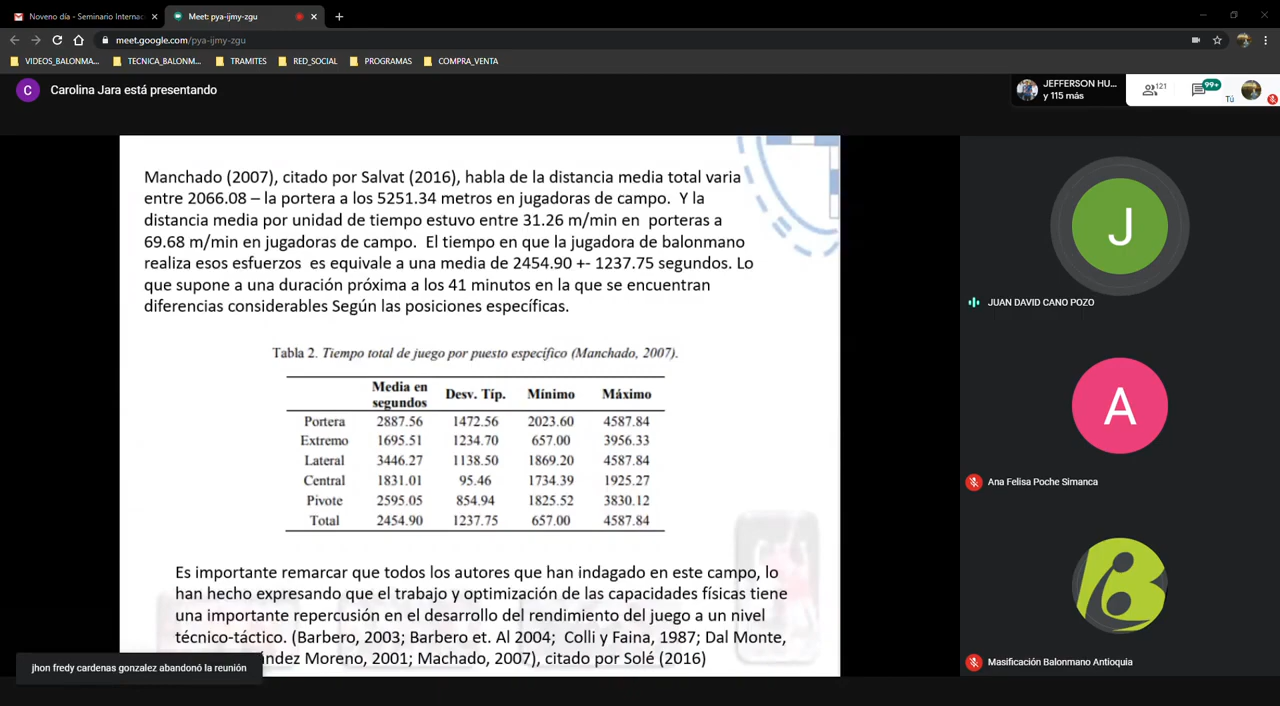 Noveno día - Seminario Internac
Meet: pya-ijmy-zgu
meet.google.com/pya-ijmy-zgu
VIDEOS_BALONMA...
TECNICA_BALONM...
TRAMITES
RED_SOCIAL
PROGRAMAS
COMPRA_VENTA
C
Carolina Jara está presentando
JEFFERSON HU...
y 115 más
121
99+
Tú
Manchado (2007), citado por Salvat (2016), habla de la distancia media total varia
entre 2066.08 – la portera a los 5251.34 metros en jugadoras de campo. Y la
distancia media por unidad de tiempo estuvo entre 31.26 m/min en porteras a
69.68 m/min en jugadoras de campo. El tiempo en que la jugadora de balonmano
realiza esos esfuerzos es equivale a una media de 2454.90 +- 1237.75 segundos. Lo
que supone a una duración próxima a los 41 minutos en la que se encuentran
diferencias considerables Según las posiciones específicas.
Tabla 2. Tiempo total de juego por puesto específico (Manchado, 2007).
Media en segundos Desv. Típ. Mínimo Máximo
Portera 2887.56 1472.56 2023.60 4587.84
Extremo 1695.51 1234.70 657.00 3956.33
Lateral 3446.27 1138.50 1869.20 4587.84
Central 1831.01 95.46 1734.39 1925.27
Pivote 2595.05 854.94 1825.52 3830.12
Total 2454.90 1237.75 657.00 4587.84
Es importante remarcar que todos los autores que han indagado en este campo, lo
han hecho expresando que el trabajo y optimización de las capacidades físicas tiene
una importante repercusión en el desarrollo del rendimiento del juego a un nivel
técnico-táctico. (Barbero, 2003; Barbero et. Al 2004; Colli y Faina, 1987; Dal Monte,
ández Moreno, 2001; Machado, 2007), citado por Solé (2016)
jhon fredy cardenas gonzalez abandonó la reunión
J
JUAN DAVID CANO POZO
A
Ana Felisa Poche Simanca
Masificación Balonmano Antioquia